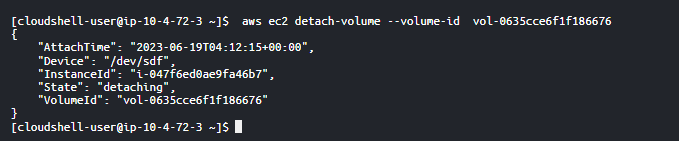 [cloudshell-user@ip-10-4-72-3 ~]$  aws ec2 detach-volume --volume-id  vol-0635cce6f1f186676
{
    "AttachTime": "2023-06-19T04:12:15+00:00",
    "Device": "/dev/sdf",
    "InstanceId": "i-047f6ed0ae9fa46b7",
    "State": "detaching",
    "VolumeId": "vol-0635cce6f1f186676"
}
[cloudshell-user@ip-10-4-72-3 ~]$